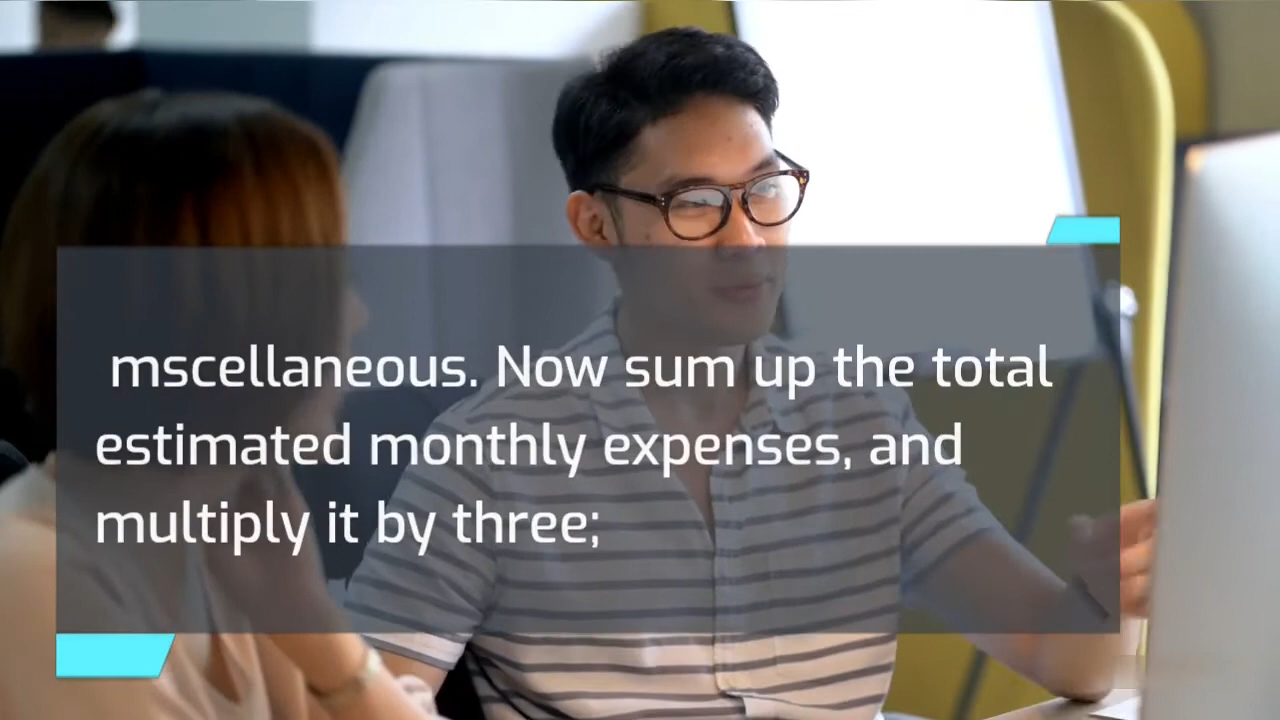 mscellaneous. Now sum up the total
estimated monthly expenses, and
multiply it by three;